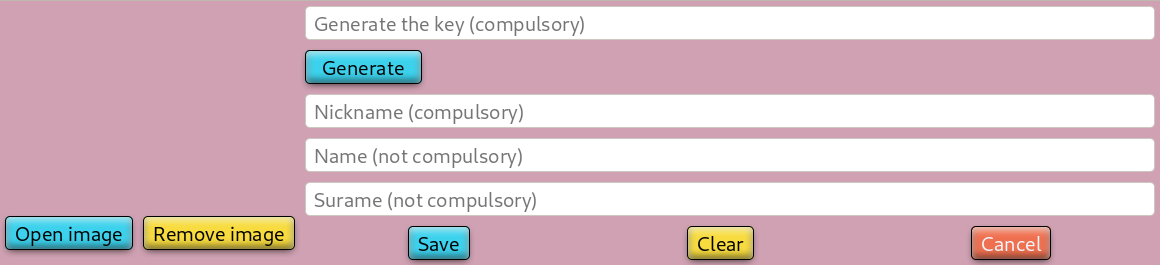 Generate the key (compulsory)
Generate
Nickname (compulsory)
Name (not compulsory)
Surame (not compulsory)
Open image
Remove image
Save
Clear
Cancel